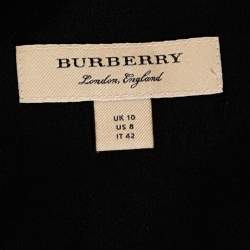 BURBERRY
London, England
UK 10
US 8
IT 42